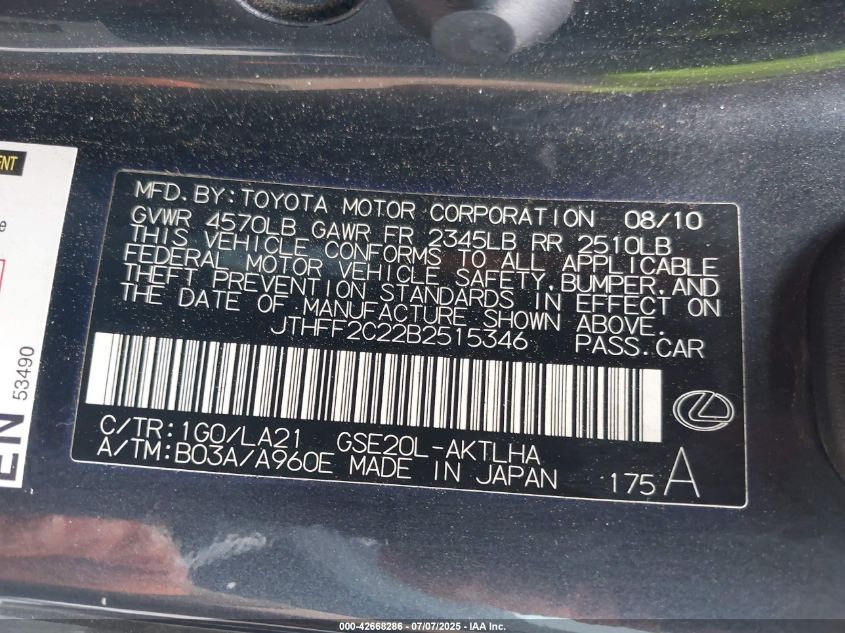 ENT
e
EN
53490
MFD.BY:TOYOTA MOTOR CORPORATION 08/10
GVWR 4570LB GAWR FR 2345LB RR 2510LB
THIS VEHICLE CONFORMS TO ALL APPLICABLE
FEDERAL MOTOR VEHICLE SAFETY,BUMPER,AND
THEFT PREVENTION STANDARDS IN EFFECT ON
THE DATE OF MANUFACTURE SHOWN ABOVE.
JTHFF2C22B2515346 PASS.CAR
C/TR:1G0/LA21 GSE20L-AKTLHA
A/TM:B03A/A960E MADE IN JAPAN 175A
000-42668286 - 07/07/2025 - IAA Inc.